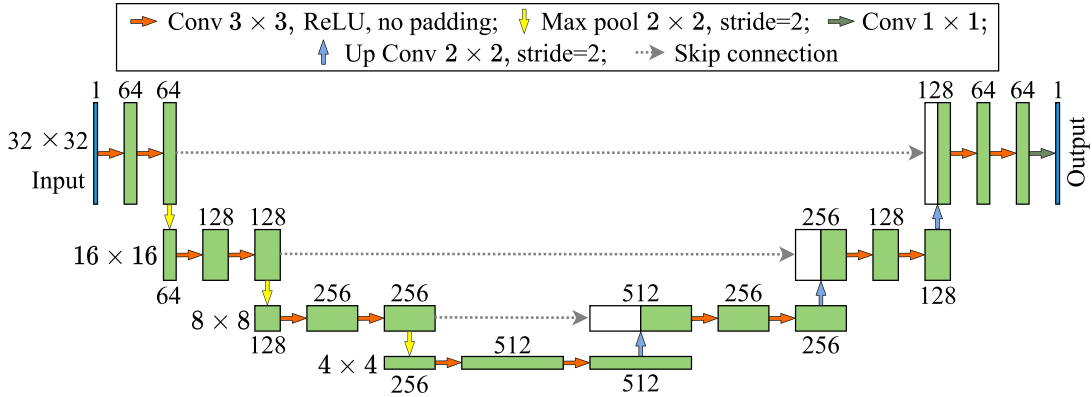 Conv 3 × 3, ReLU, no padding; Max pool 2 × 2, stride=2; Conv 1 × 1;
Up Conv 2 × 2, stride=2; Skip connection
1 64 64 128 64 64 1
32 ×32
Input
Output
128 128 256 128
16 × 16
64 128
256 256 512 256
8 × 8
128 256
512
4 × 4
256 512